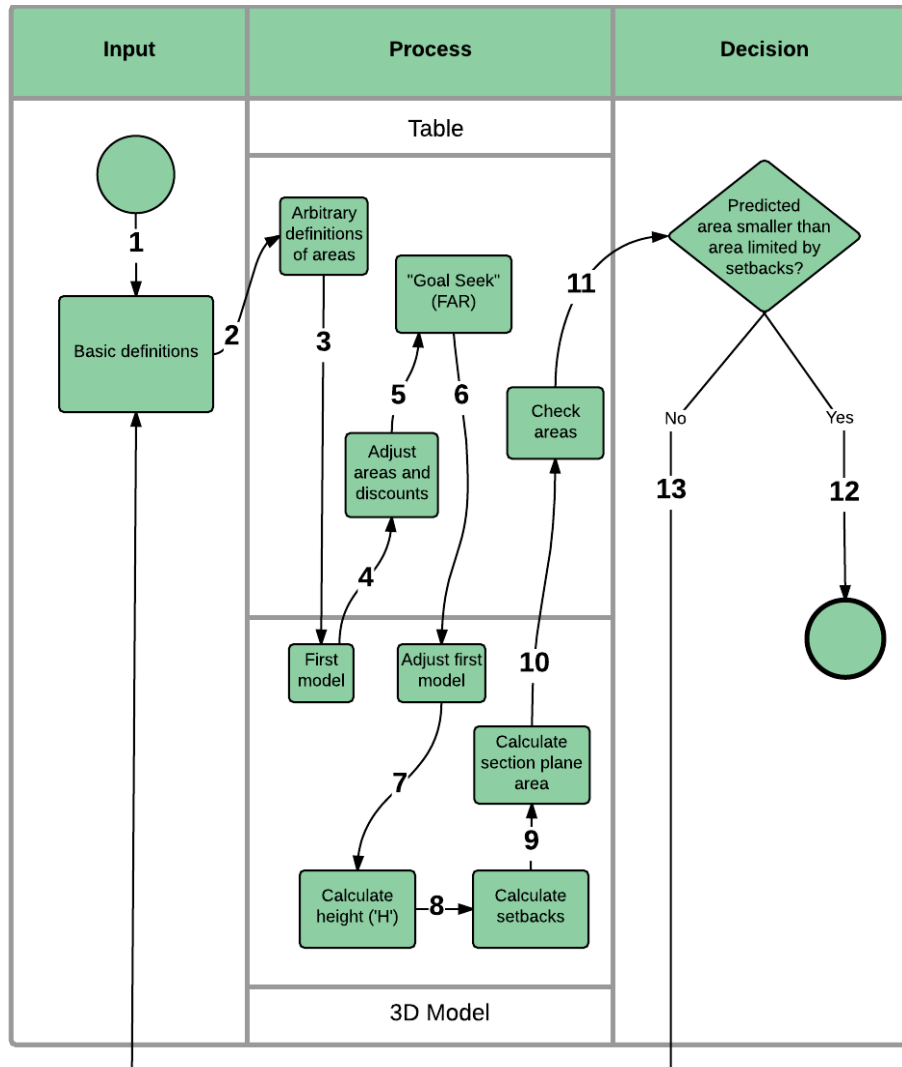 Input
Process
Decision
Table
1
Basic definitions
2
Arbitrary
definitions
of areas
3
First
model
4
Adjust
areas and
discounts
5
"Goal Seek"
(FAR)
6
Adjust first
model
7
Calculate
height ('H')
8
Calculate
setbacks
9
Calculate
section plane
area
10
Check
areas
11
Predicted
area smaller than
area limited by
setbacks?
No
Yes
13
12
3D Model